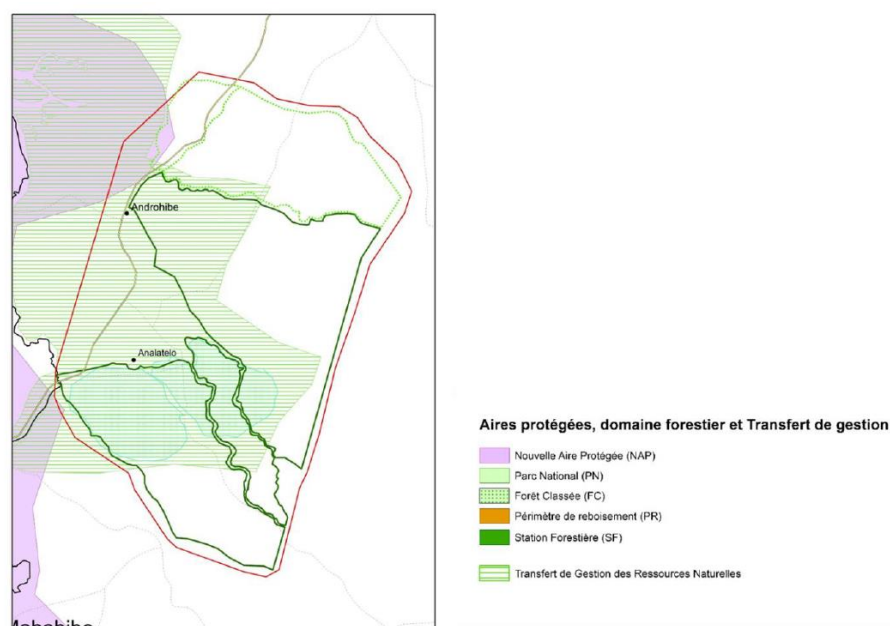 Androhibe
Analatelo
Aires protégées, domaine forestier et Transfert de gestion
Nouvelle Aire Protégée (NAP)
Parc National (PN)
Forêt Classée (FC)
Périmètre de reboisement (PR)
Station Forestière (SF)
Transfert de Gestion des Ressources Naturelles